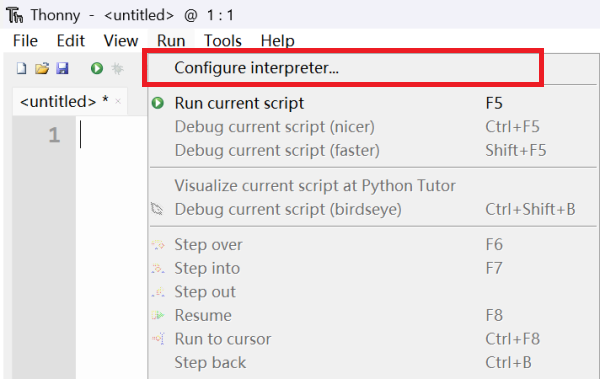 Thonny - <untitled> @ 1 : 1
File Edit View Run Tools Help
Configure interpreter...
<untitled> *
Run current script F5
1
Debug current script (nicer) Ctrl+F5
Debug current script (faster) Shift+F5
Visualize current script at Python Tutor
Debug current script (birdseye) Ctrl+Shift+B
Step over F6
Step into F7
Step out
Resume F8
Run to cursor Ctrl+F8
Step back Ctrl+B